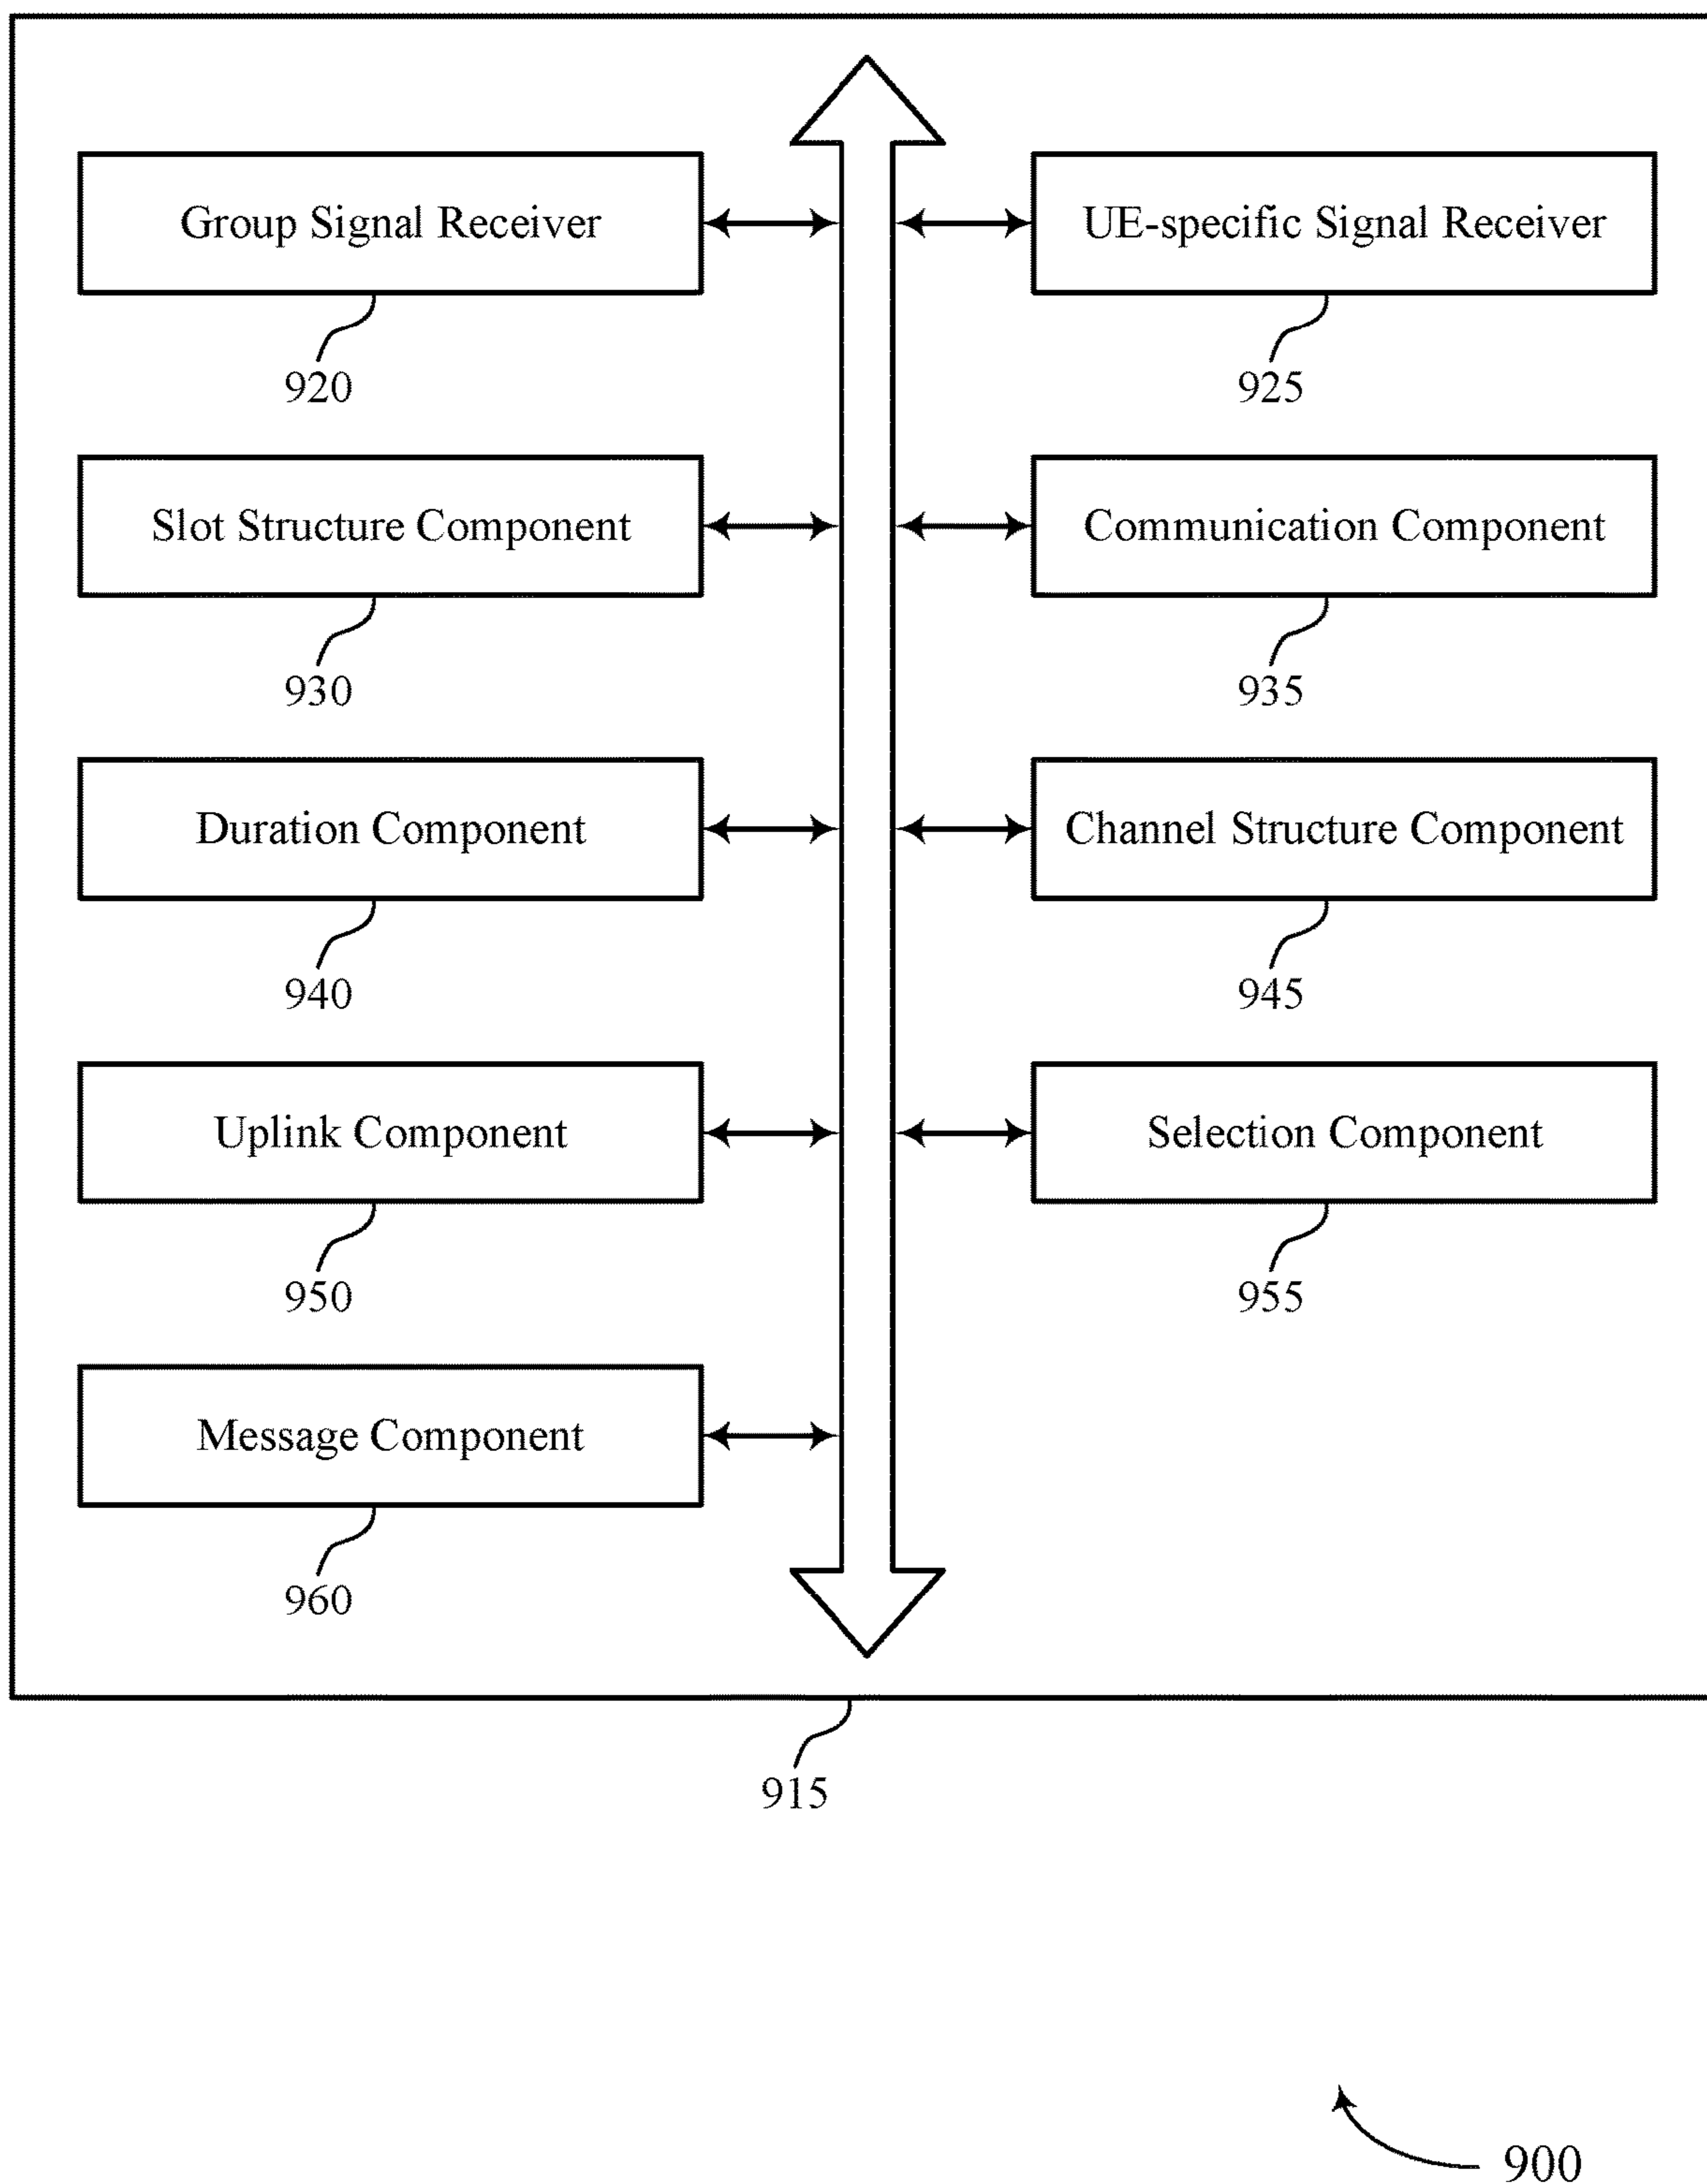 Group Signal Receiver
UE-specific Signal Receiver
920
925
Slot Structure Component
Communication Component
930
935
Duration Component
Channel Structure Component
940
945
Uplink Component
Selection Component
950
955
Message Component
960
915
900